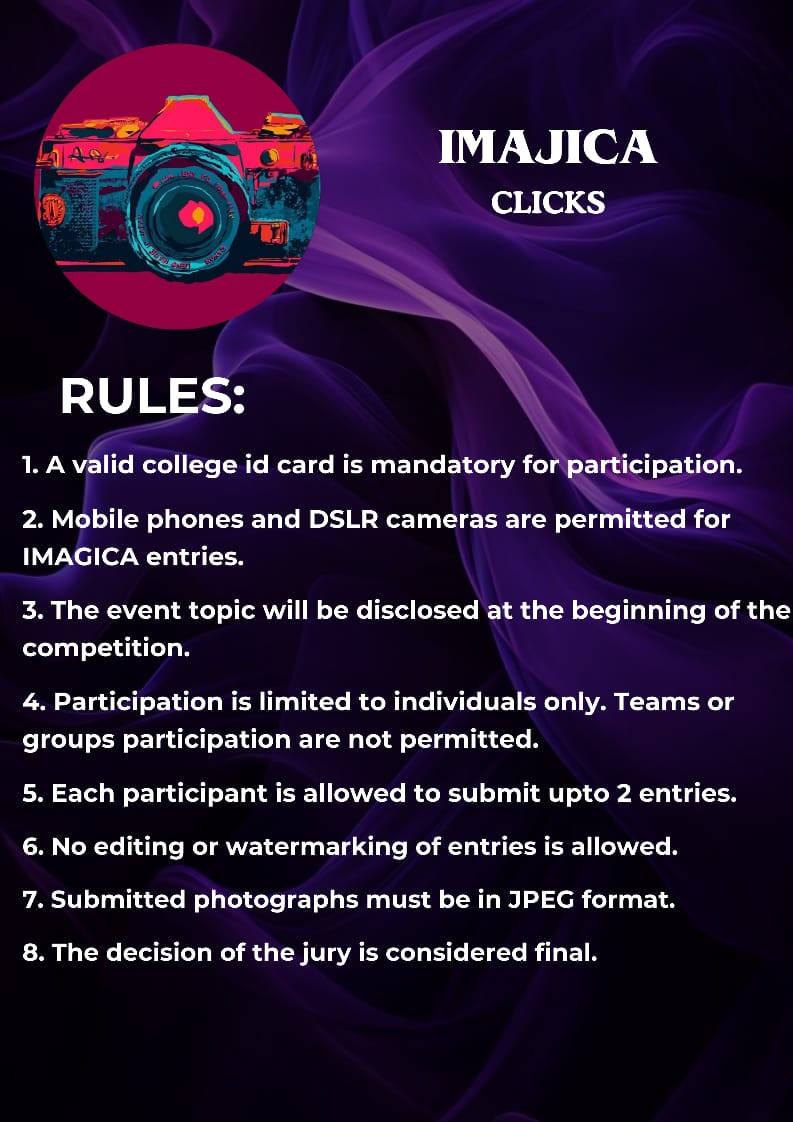 IMAJICA
CLICKS
RULES:
1. A valid college id card is mandatory for participation.
2. Mobile phones and DSLR cameras are permitted for
IMAGICA entries.
3. The event topic will be disclosed at the beginning of the
competition.
4. Participation is limited to individuals only. Teams or
groups participation are not permitted.
5. Each participant is allowed to submit upto 2 entries.
6. No editing or watermarking of entries is allowed.
7. Submitted photographs must be in JPEG format.
8. The decision of the jury is considered final.